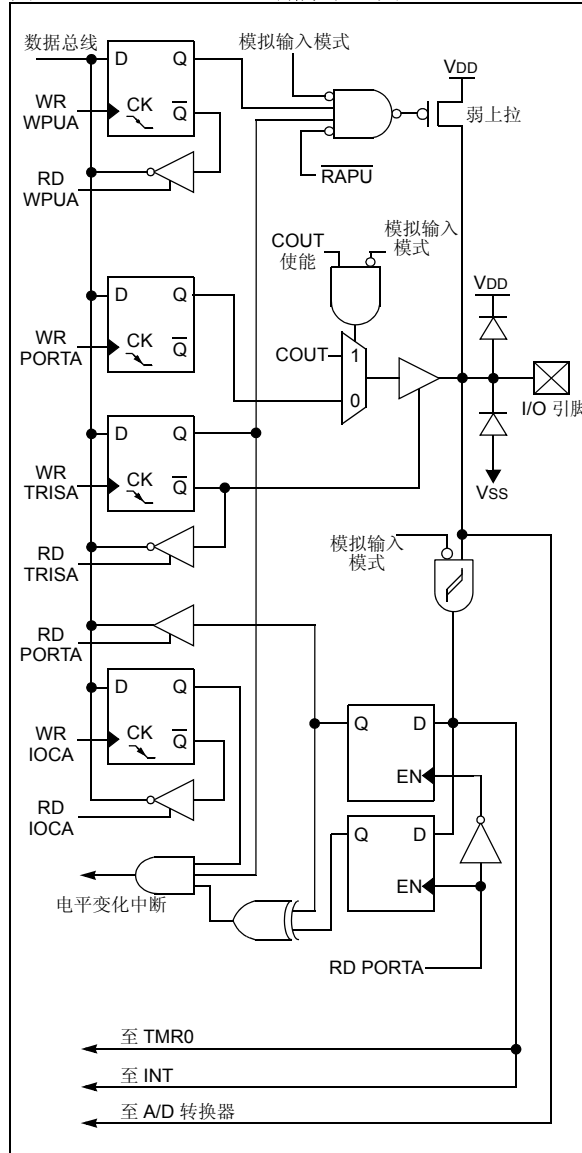 数据总线
模拟输入模式
VDD
D Q
WR
WPUA
CK
Q
弱上拉
RD
WPUA
RAPU
COUT
使能
模拟输入
模式
VDD
D Q
WR
PORTA
CK
Q
COUT
1
0
I/O 引脚
D Q
WR
TRISA
CK
Q
VSS
RD
TRISA
模拟输入
模式
RD
PORTA
D Q
Q D
WR
IOCA
CK
Q
EN
RD
IOCA
Q D
EN
电平变化中断
RD PORTA
至 TMR0
至 INT
至 A/D 转换器